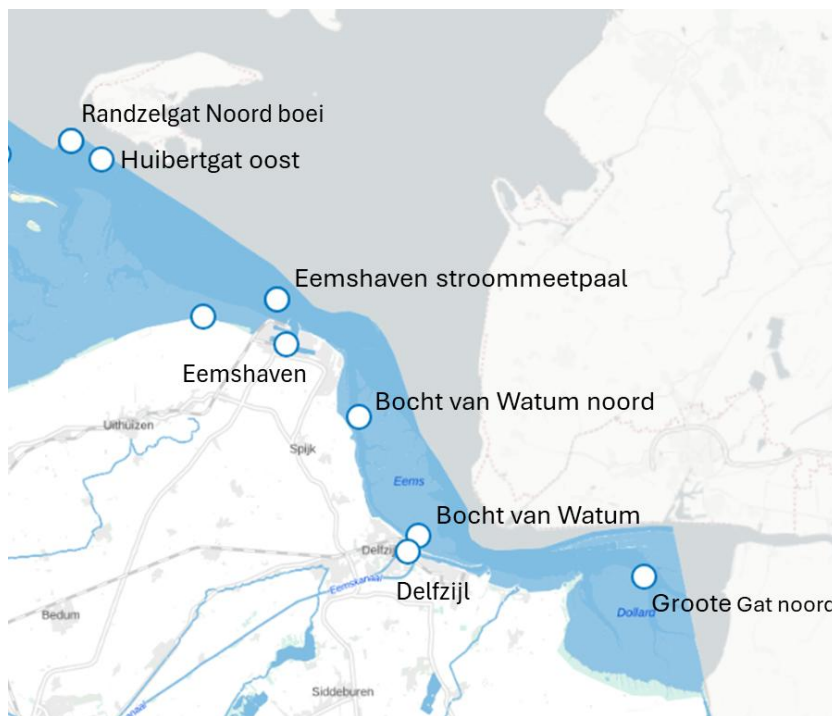 Randzelgat Noord boei
Huibertgat oost
Eemshaven stroommeetpaal
Eemshaven
Bocht van Watum noord
Uithuizen
Spijk
Eems
Bocht van Watum
Delfzijl
Eemskanaal
Delfzijl
Groote Gat noord
Dollard
Bedum
Siddeburen